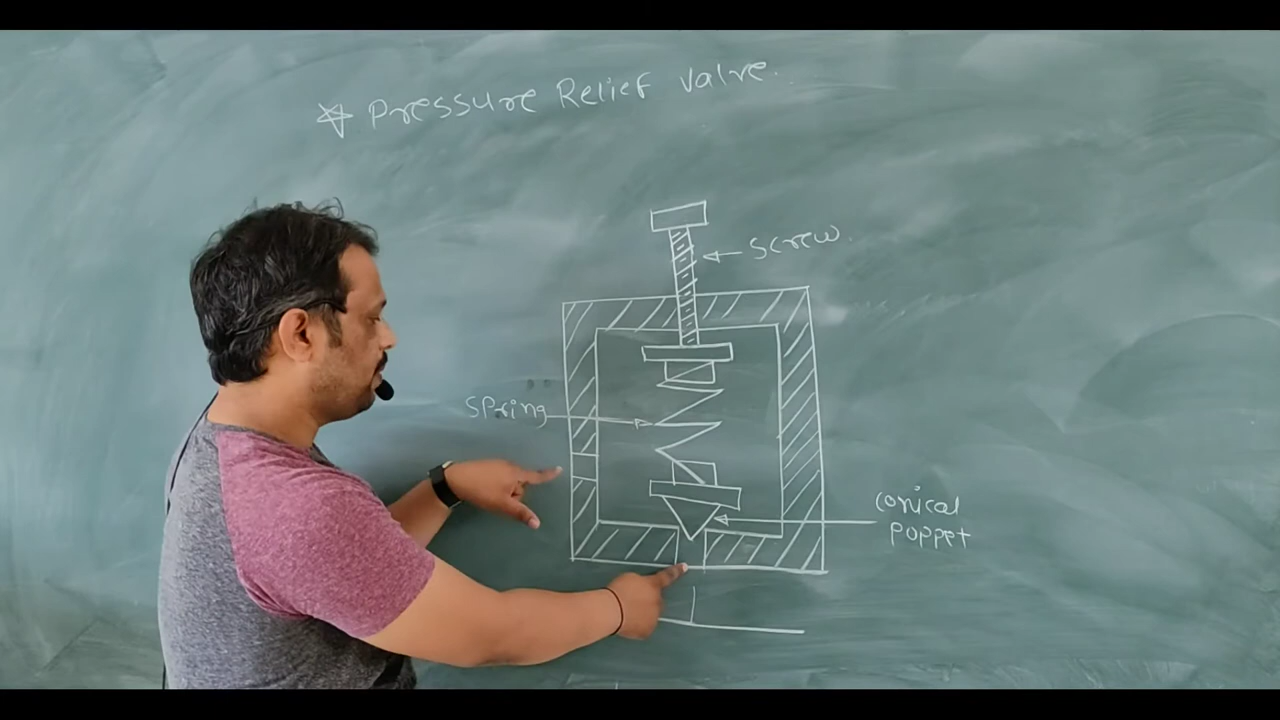 * Pressure Relief valve.
screw.
spring
conical
poppet